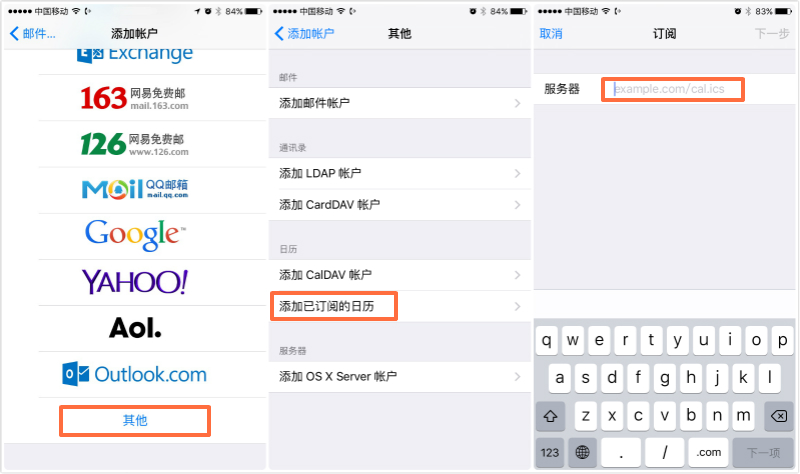 中国移动 84%
邮件... 添加帐户
Exchange
163 网易免费邮
mail.163.com
126 网易免费邮
www.126.com
Mail QQ邮箱
mail.qq.com
Google™
YAHOO!
Aol.
Outlook.com
其他
中国移动 84%
添加帐户 其他
邮件
添加邮件帐户
通讯录
添加 LDAP 帐户
添加 CardDAV 帐户
日历
添加 CalDAV 帐户
添加已订阅的日历
服务器
添加 OS X Server 帐户
中国移动 83%
取消 订阅 下一步
服务器 example.com/cal.ics
q w e r t y u i o p
a s d f g h j k l
z x c v b n m
123 . / .com 下一项